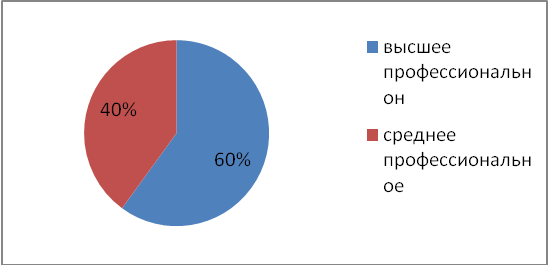 высшее
профессиональн
он
среднее
профессиональн
ое
40%
60%